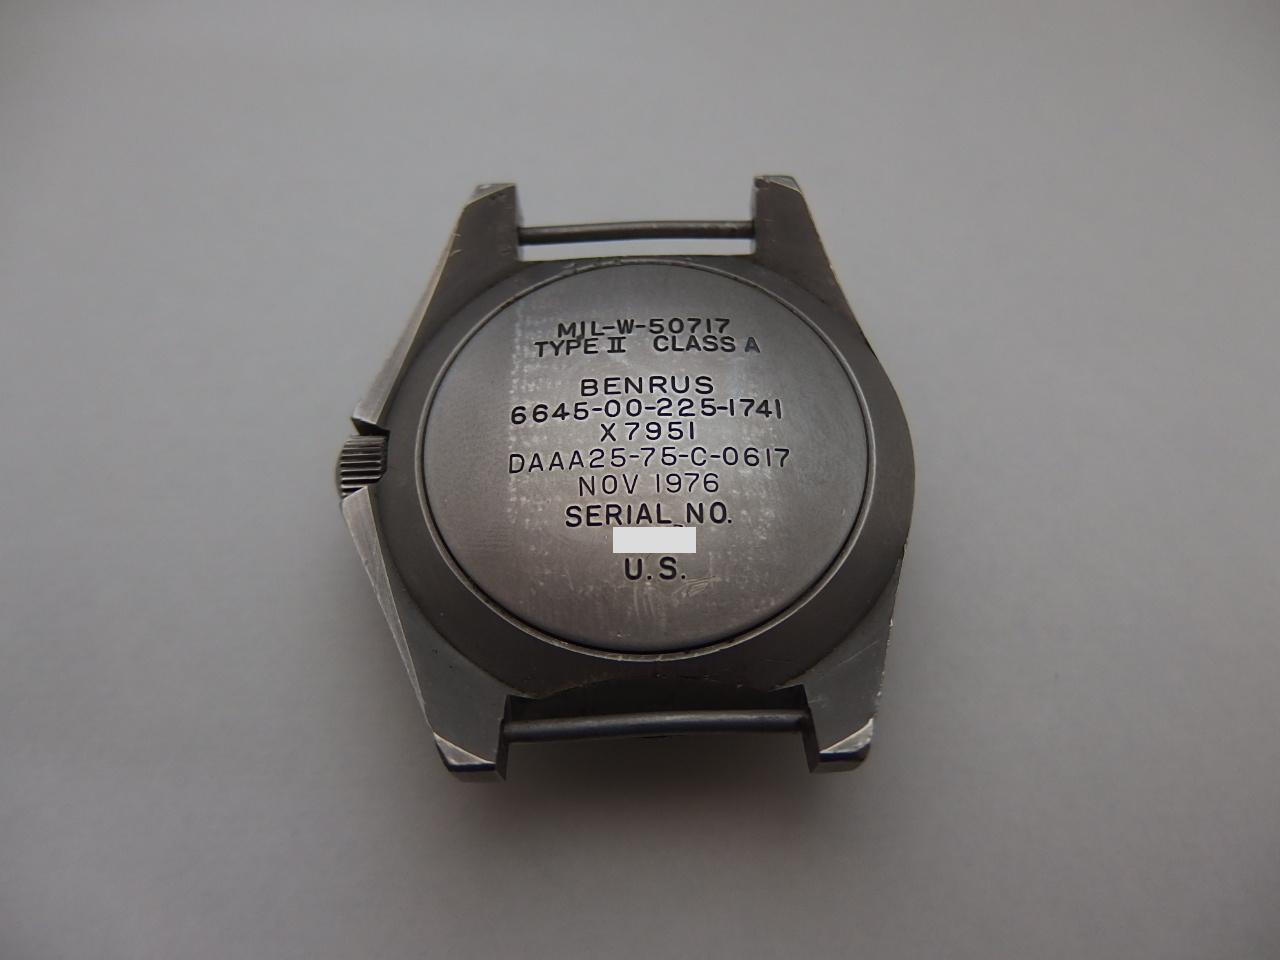 MIL-W-50717
TYPE II CLASS A
BENRUS
6645-00-225-1741
X7951
DAAA25-75-C-0617
NOV 1976
SERIAL NO.
U.S.